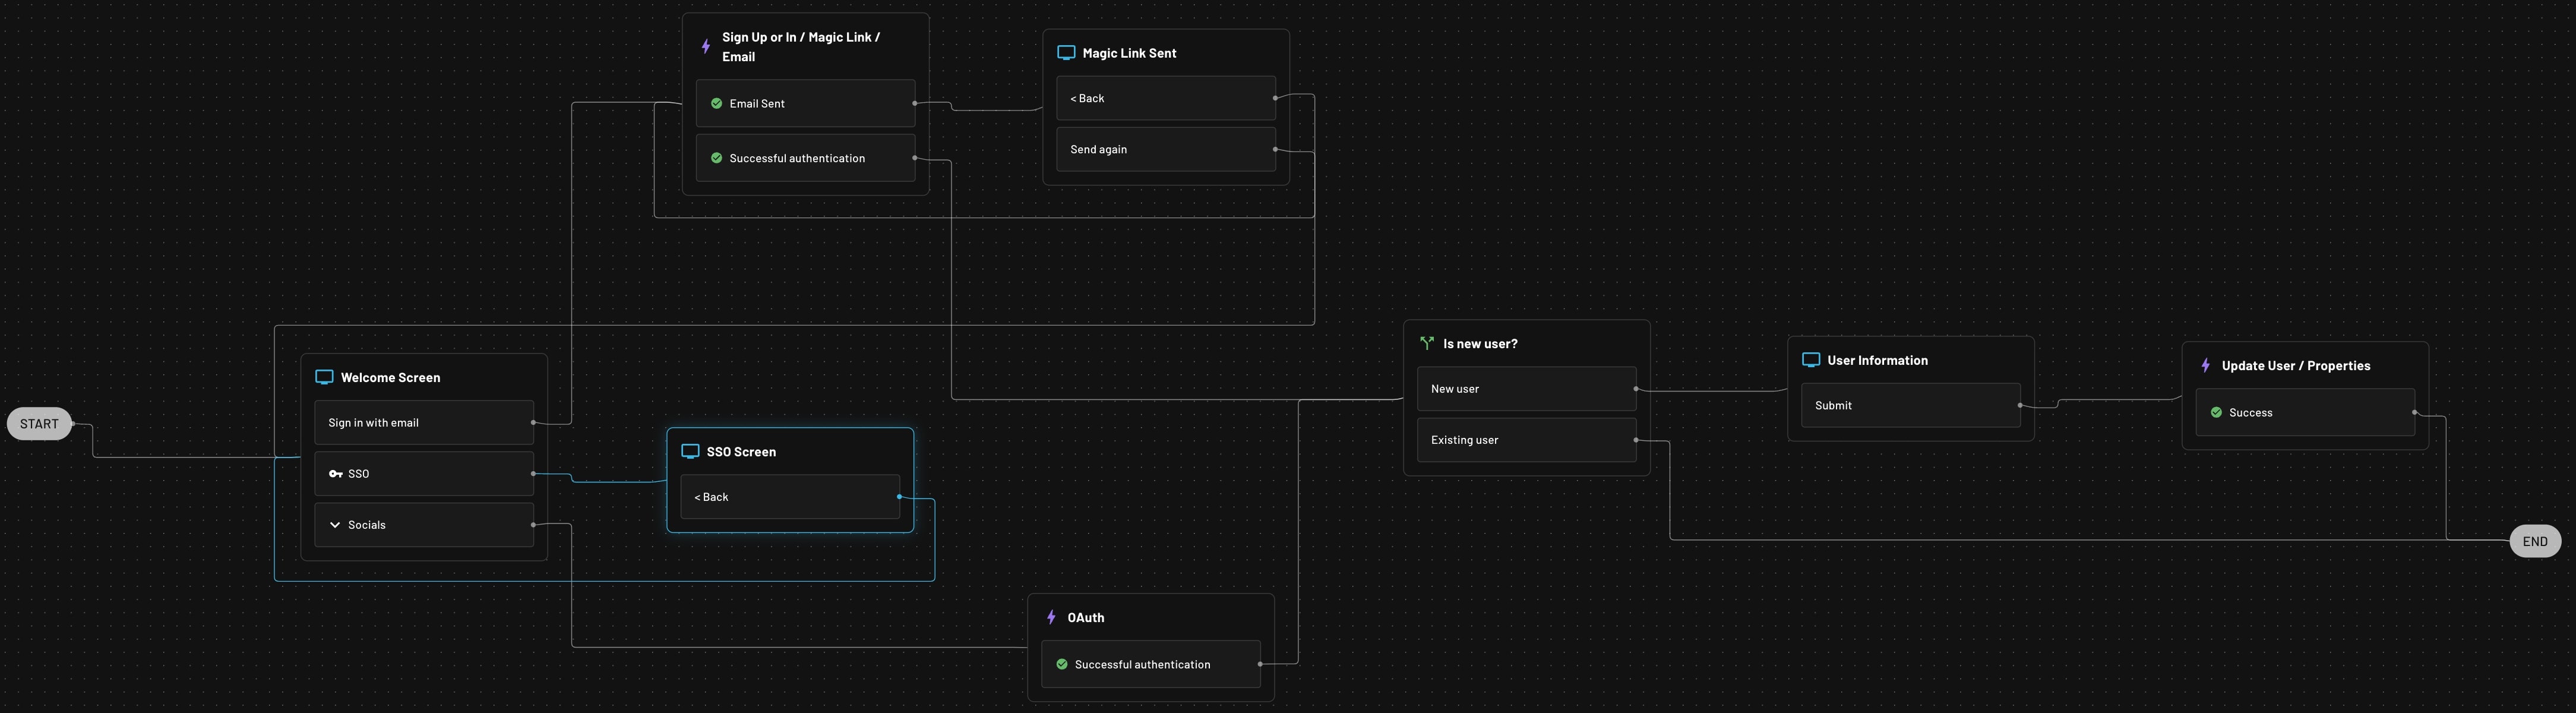 Sign Up or In / Magic Link /
Email
Email Sent
Successful authentication
Magic Link Sent
< Back
Send again
START
Welcome Screen
Sign in with email
SSO
Socials
SSO Screen
< Back
OAuth
Successful authentication
Is new user?
New user
Existing user
User Information
Submit
Update User / Properties
Success
END